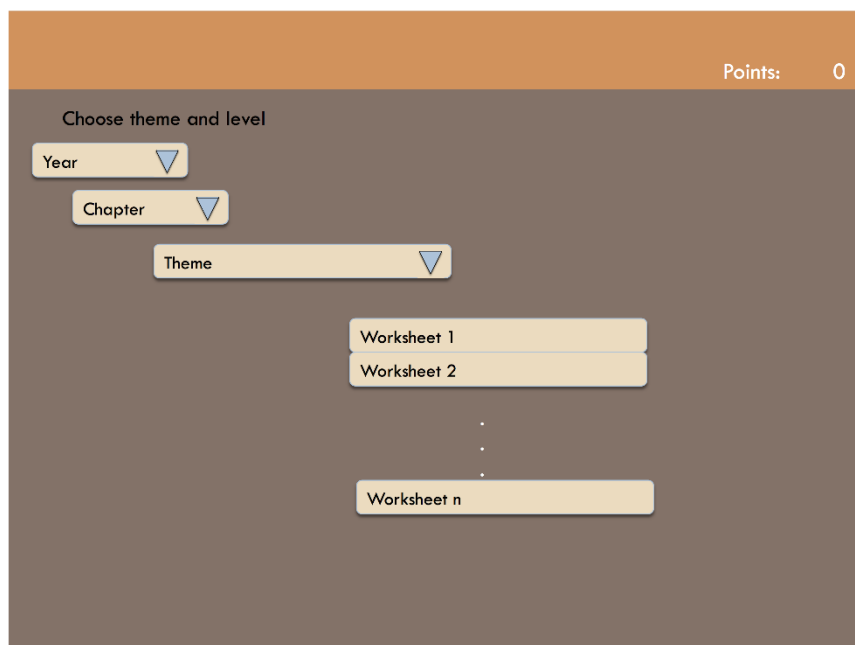 Points: 0
Choose theme and level
Year
Chapter
Theme
Worksheet 1
Worksheet 2
.
.
.
Worksheet n